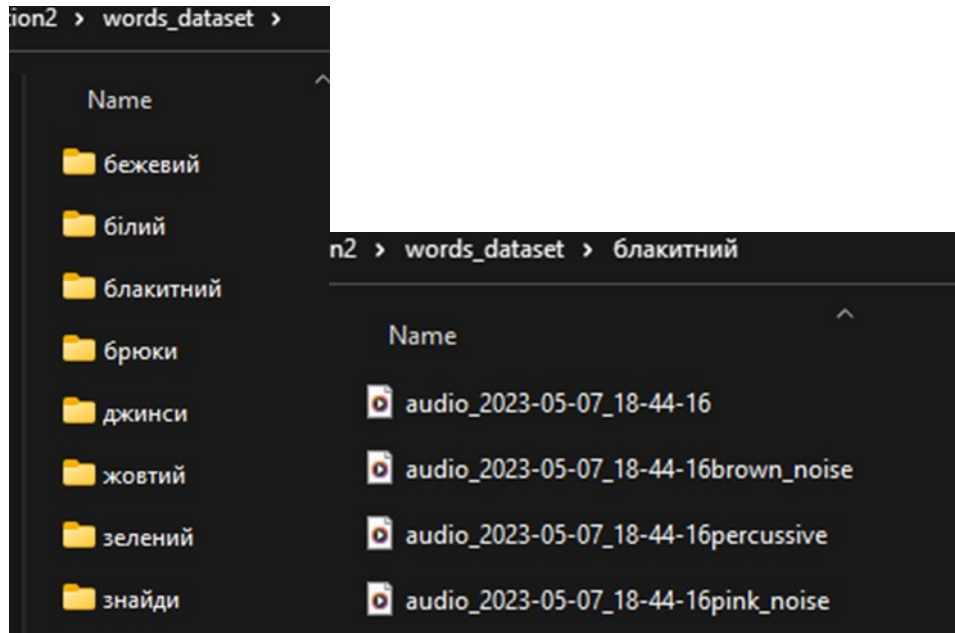 ion2 > words_dataset >
Name
бежевий
білий
блакитний
брюки
джинси
жовтий
зелений
знайди
n2 > words_dataset > блакитний
Name
audio_2023-05-07_18-44-16
audio_2023-05-07_18-44-16brown_noise
audio_2023-05-07_18-44-16percussive
audio_2023-05-07_18-44-16pink_noise